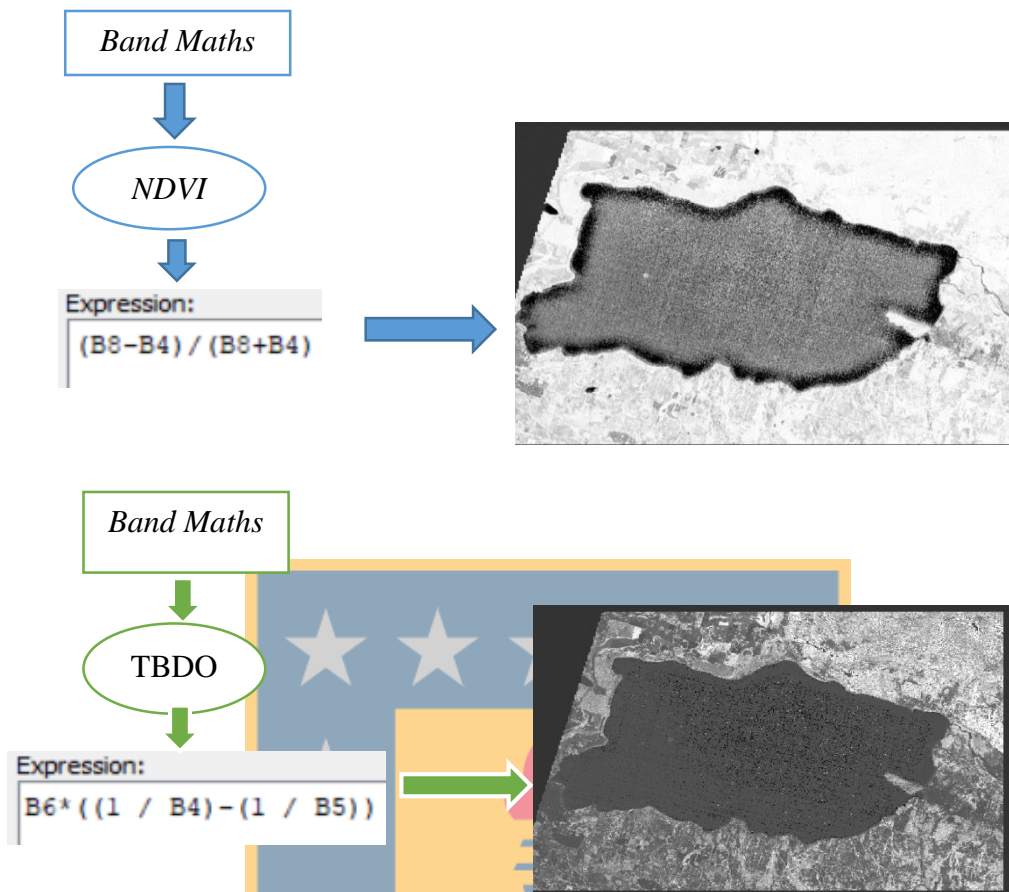 Band Maths
NDVI
Expression:
(B8-B4)/(B8+B4)
Band Maths
TBDO
Expression:
B6*((1 / B4)-(1 / B5))